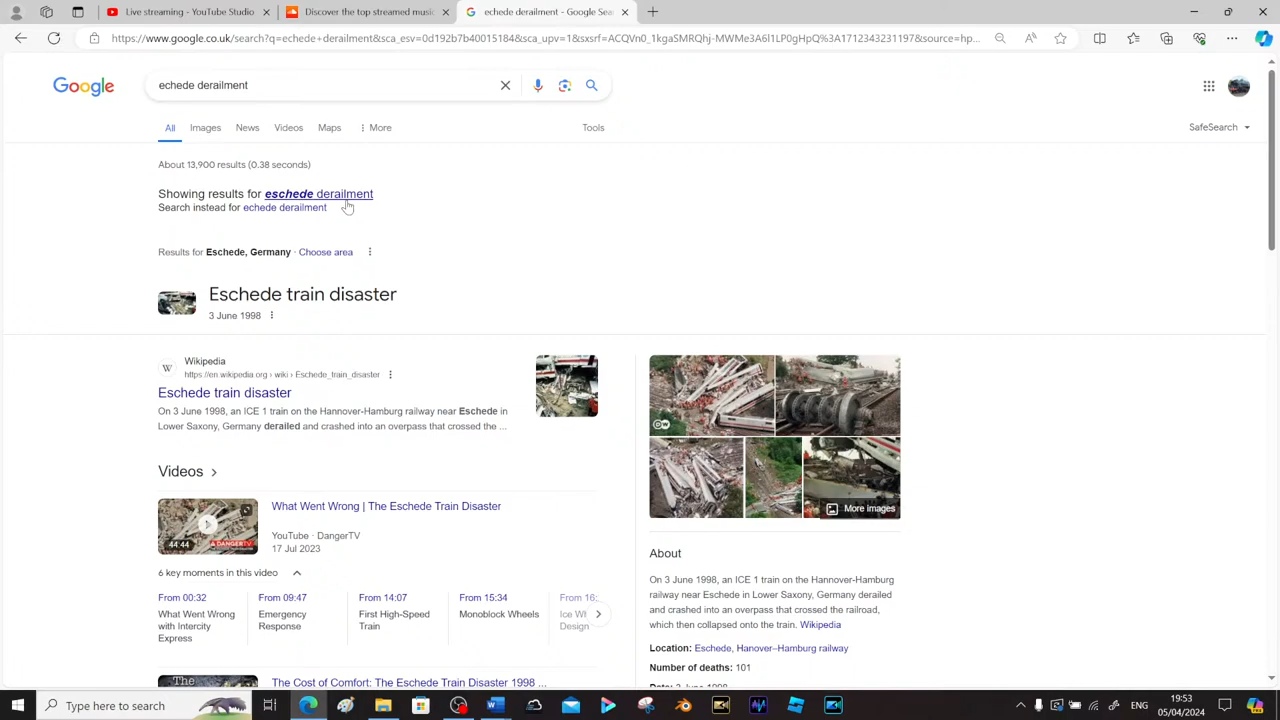 Live Streaming - YouTube Studio
echede derailment - Google Sea
https://www.google.co.uk/search?q=echede+derailment&sca_esv=0d192b7b40015184&sca_upv=1&sxsrf=ACQVn0_1kgaSMRQhj-MWMe3A6l1LP0gHpQ%3A1712343231197&source=hp...
Google
echede derailment
All Images News Videos Maps More Tools SafeSearch
About 13,900 results (0.38 seconds)
Showing results for eschede derailment
Search instead for echede derailment
Results for Eschede, Germany · Choose area
Eschede train disaster
3 June 1998
W
Wikipedia
https://en.wikipedia.org › wiki › Eschede_train_disaster
Eschede train disaster
On 3 June 1998, an ICE 1 train on the Hannover-Hamburg railway near Eschede in
Lower Saxony, Germany derailed and crashed into an overpass that crossed the ...
Videos
What Went Wrong | The Eschede Train Disaster
YouTube · DangerTV
17 Jul 2023
44:44 DANGERTV
6 key moments in this video
From 00:32
What Went Wrong
with Intercity
Express
From 09:47
Emergency
Response
From 14:07
First High-Speed
Train
From 15:34
Monoblock Wheels
From 16:
Ice Wh
Design
The
The Cost of Comfort: The Eschede Train Disaster 1998 ...
More images
About
On 3 June 1998, an ICE 1 train on the Hannover-Hamburg
railway near Eschede in Lower Saxony, Germany derailed
and crashed into an overpass that crossed the railroad,
which then collapsed onto the train. Wikipedia
Location: Eschede, Hanover–Hamburg railway
Number of deaths: 101
Date: 3 June 1998
Type here to search
19:53
05/04/2024